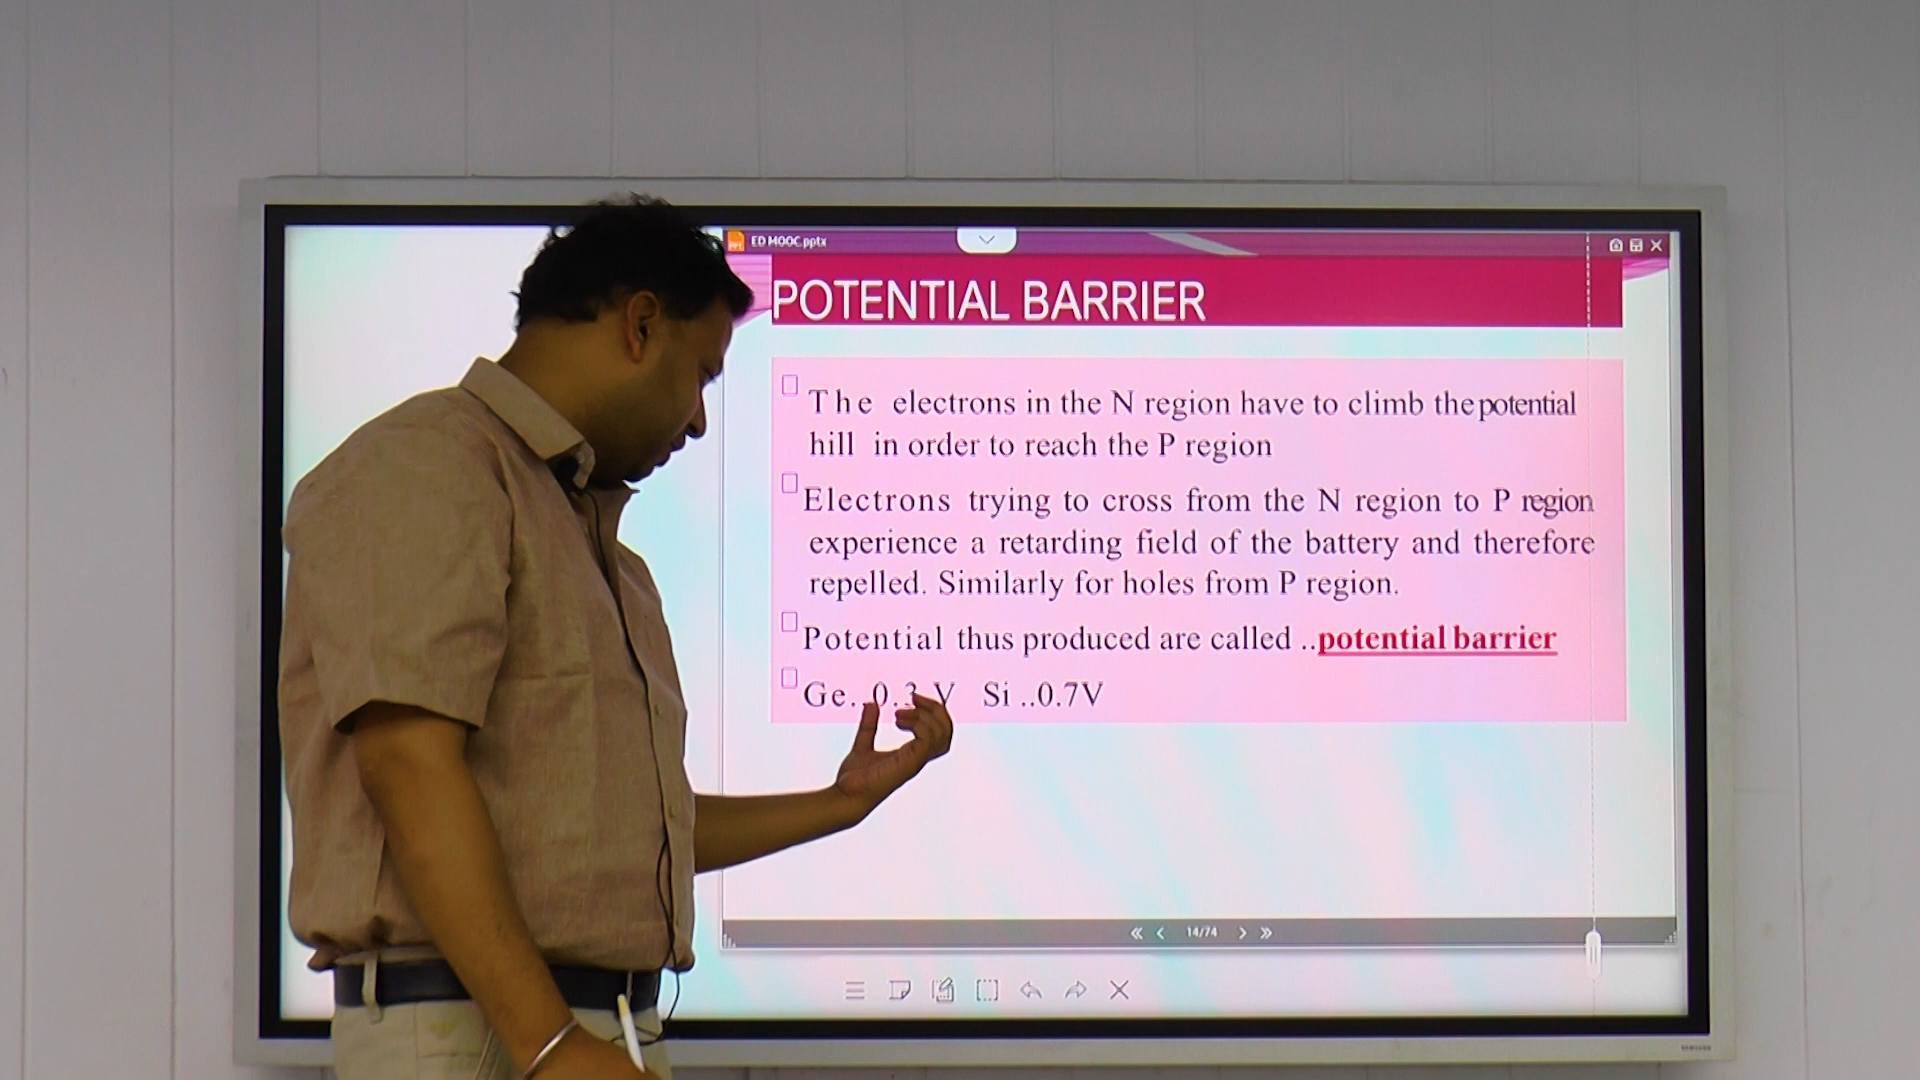 ED MOOC.pptx
POTENTIAL BARRIER
The electrons in the N region have to climb the potential
hill in order to reach the P region
Electrons trying to cross from the N region to P region
experience a retarding field of the battery and therefore
repelled. Similarly for holes from P region.
Potential thus produced are called ..potential barrier
Ge..0.3 V Si ..0.7V
14/74
SAMSUNG